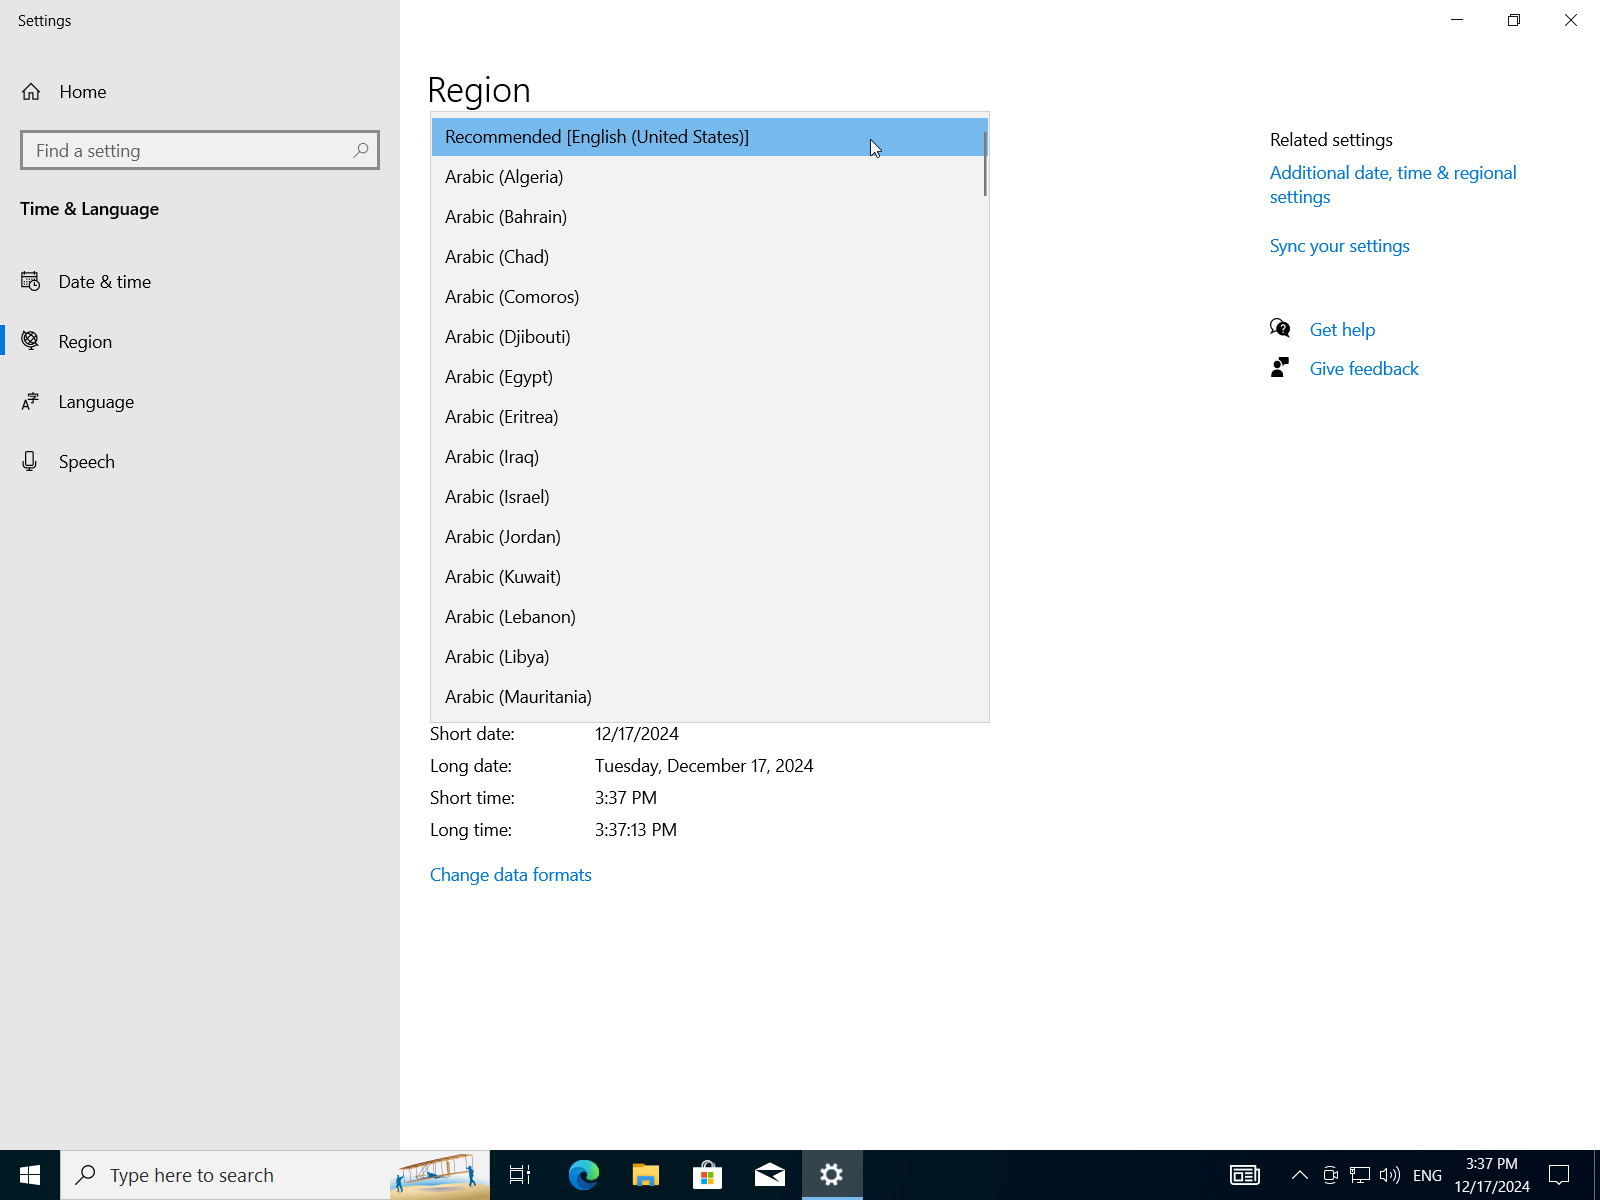 Settings
Home
Find a setting
Time & Language
Date & time
Region
Language
Speech
Region
Recommended [English (United States)]
Arabic (Algeria)
Arabic (Bahrain)
Arabic (Chad)
Arabic (Comoros)
Arabic (Djibouti)
Arabic (Egypt)
Arabic (Eritrea)
Arabic (Iraq)
Arabic (Israel)
Arabic (Jordan)
Arabic (Kuwait)
Arabic (Lebanon)
Arabic (Libya)
Arabic (Mauritania)
Short date: 12/17/2024
Long date: Tuesday, December 17, 2024
Short time: 3:37 PM
Long time: 3:37:13 PM
Change data formats
Related settings
Additional date, time & regional
settings
Sync your settings
Get help
Give feedback
Type here to search
ENG
3:37 PM
12/17/2024